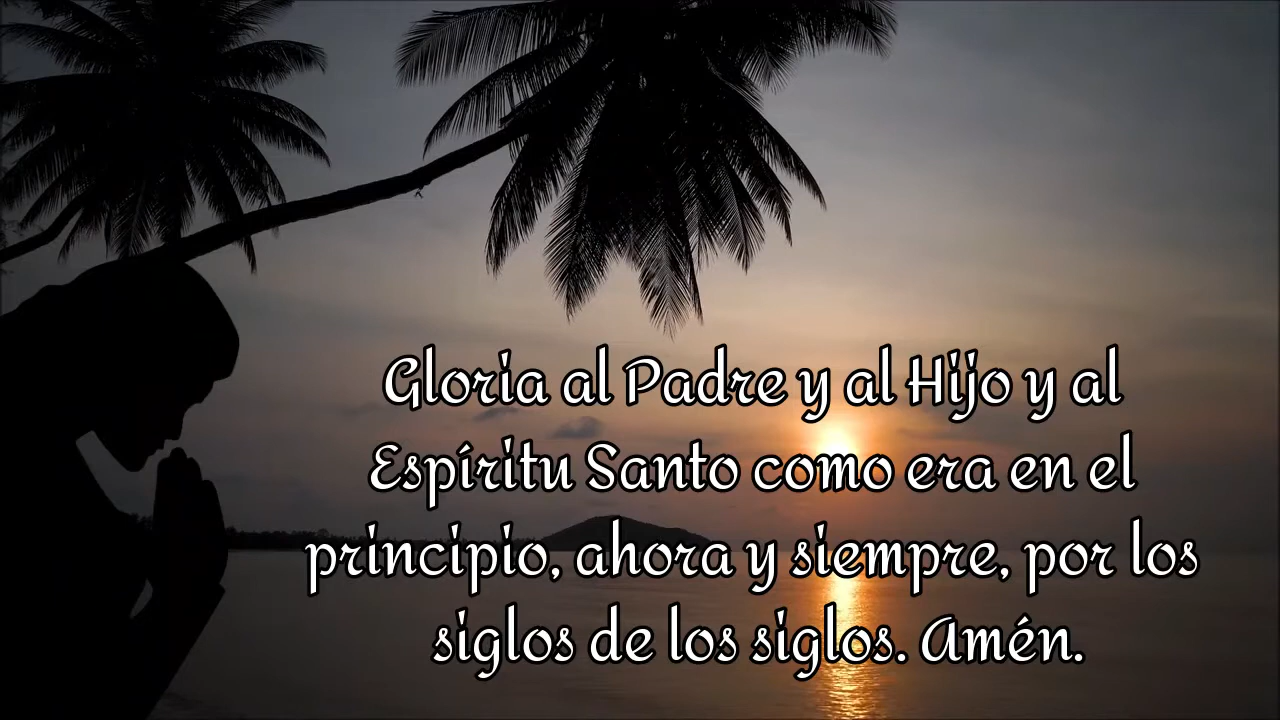 Gloria al Padre y al Hijo y al
Espíritu Santo como era en el
principio, ahora y siempre, por los
siglos de los siglos. Amén.